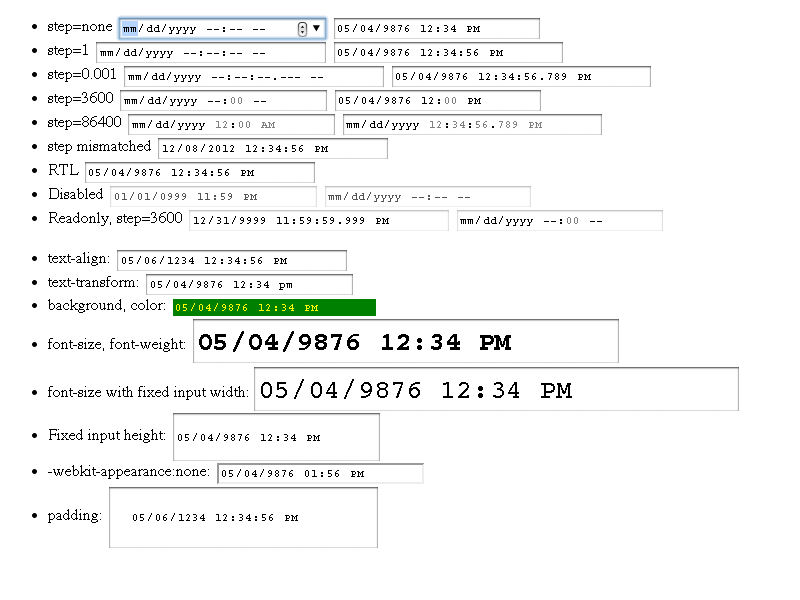 step=none mm/dd/yyyy --:-- -- 05/04/9876 12:34 PM
step=1 mm/dd/yyyy --:--:-- -- 05/04/9876 12:34:56 PM
step=0.001 mm/dd/yyyy --:--:--.--- -- 05/04/9876 12:34:56.789 PM
step=3600 mm/dd/yyyy --:00 -- 05/04/9876 12:00 PM
step=86400 mm/dd/yyyy 12:00 AM mm/dd/yyyy 12:34:56.789 PM
step mismatched 12/08/2012 12:34:56 PM
RTL 05/04/9876 12:34:56 PM
Disabled 01/01/0999 11:59 PM mm/dd/yyyy --:-- --
Readonly, step=3600 12/31/9999 11:59:59.999 PM mm/dd/yyyy --:00 --
text-align: 05/06/1234 12:34:56 PM
text-transform: 05/04/9876 12:34 pm
background, color: 05/04/9876 12:34 PM
font-size, font-weight: 05/04/9876 12:34 PM
font-size with fixed input width: 05/04/9876 12:34 PM
Fixed input height: 05/04/9876 12:34 PM
-webkit-appearance:none: 05/04/9876 01:56 PM
padding: 05/06/1234 12:34:56 PM